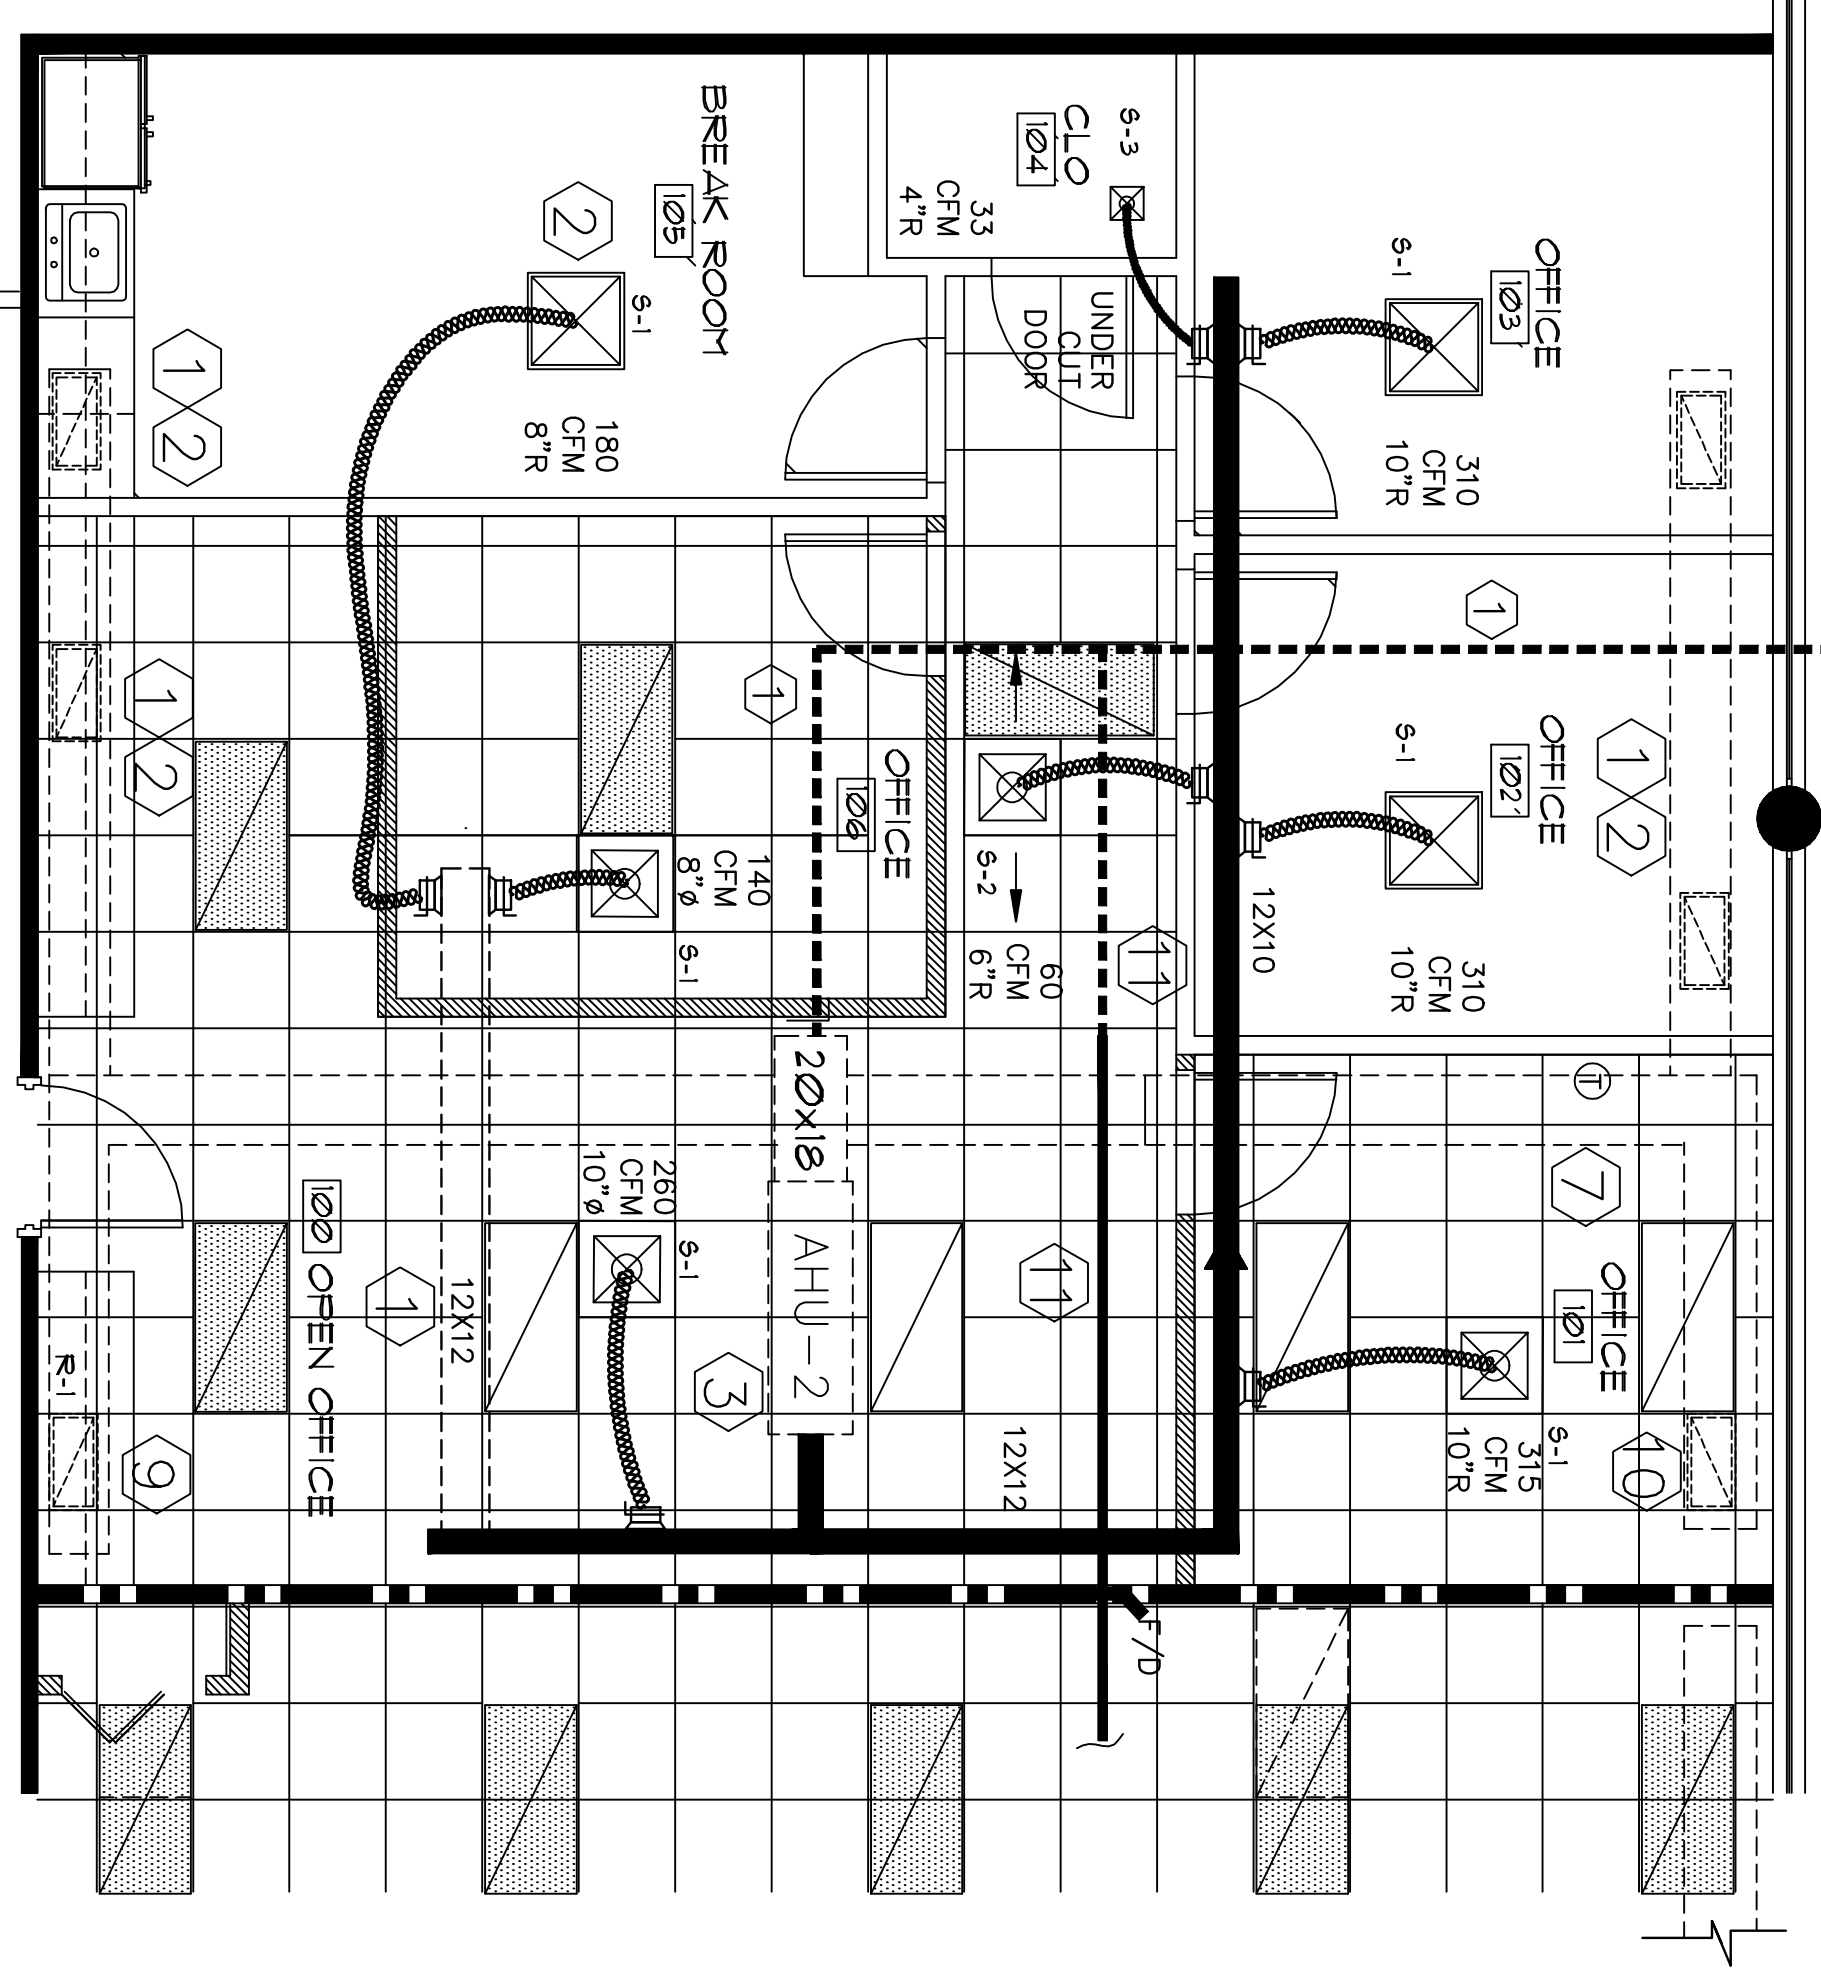 OFFICE
103
S-1
310
CFM
10"R
S-3
CLO
104
33
CFM
4"R
UNDER
CUT
DOOR
BREAK ROOM
105
2
S-1
180
CFM
8"R
1
2
1
2
1
OFFICE
102
S-1
1
2
310
CFM
10"R
12X10
11
S-2
60
CFM
6"R
OFFICE
106
1
140
CFM
8"ø
S-1
T
7
OFFICE
101
S-1
315
CFM
10"R
10
20x18
AHU-2
11
3
12X12
260
CFM
10"ø
S-1
12X12
1
100 OPEN OFFICE
R-1
9
F/D